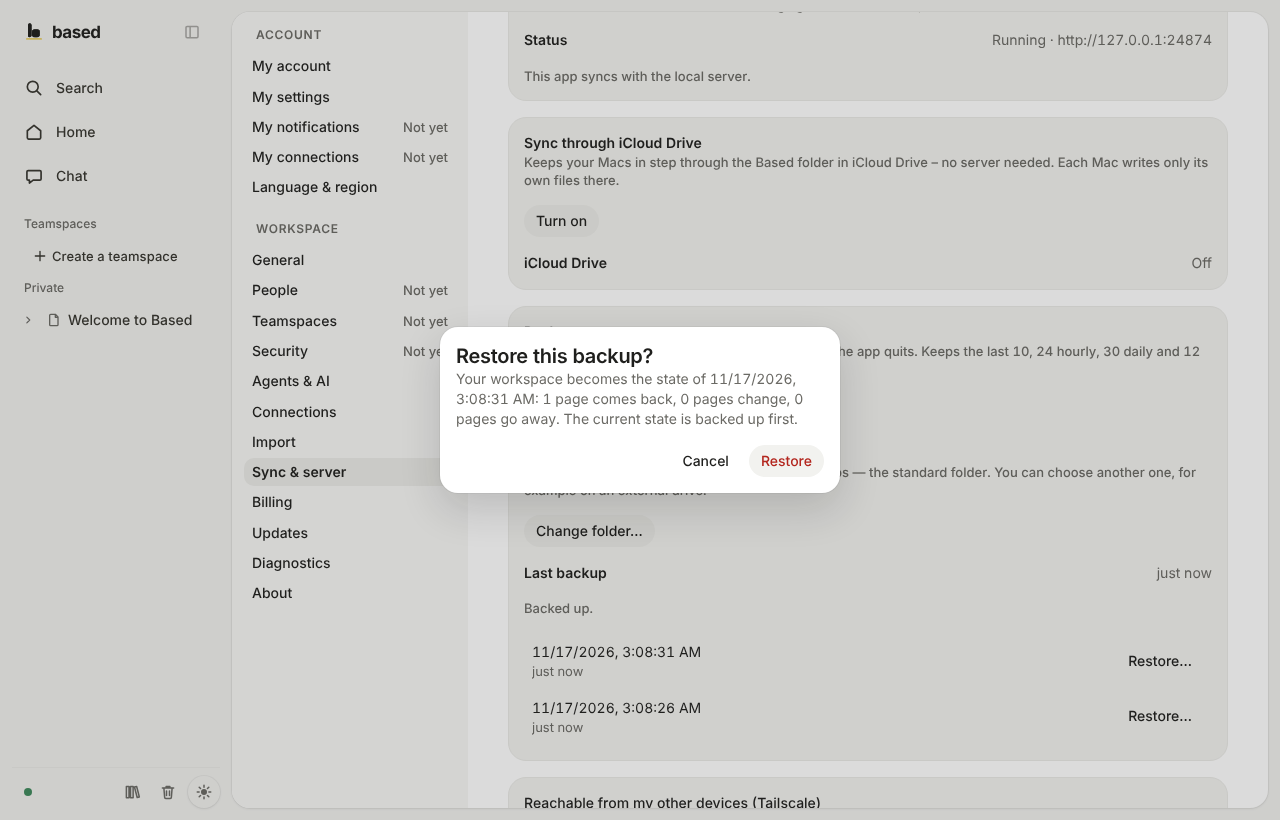 based
Search
Home
Chat
Teamspaces
Create a teamspace
Private
Welcome to Based
ACCOUNT
My account
My settings
My notifications Not yet
My connections Not yet
Language & region
WORKSPACE
General
People Not yet
Teamspaces Not yet
Security Not
Agents & AI
Connections
Import
Sync & server
Billing
Updates
Diagnostics
About
Status Running · http://127.0.0.1:24874
This app syncs with the local server.
Sync through iCloud Drive
Keeps your Macs in step through the Based folder in iCloud Drive – no server needed. Each Mac writes only its
own files there.
Turn on
iCloud Drive Off
the app quits. Keeps the last 10, 24 hourly, 30 daily and 12
Restore this backup?
Your workspace becomes the state of 11/17/2026,
3:08:31 AM: 1 page comes back, 0 pages change, 0
pages go away. The current state is backed up first.
Cancel Restore
— the standard folder. You can choose another one, for
example on an external drive.
Change folder...
Last backup just now
Backed up.
11/17/2026, 3:08:31 AM
just now
Restore...
11/17/2026, 3:08:26 AM
just now
Restore...
Reachable from my other devices (Tailscale)